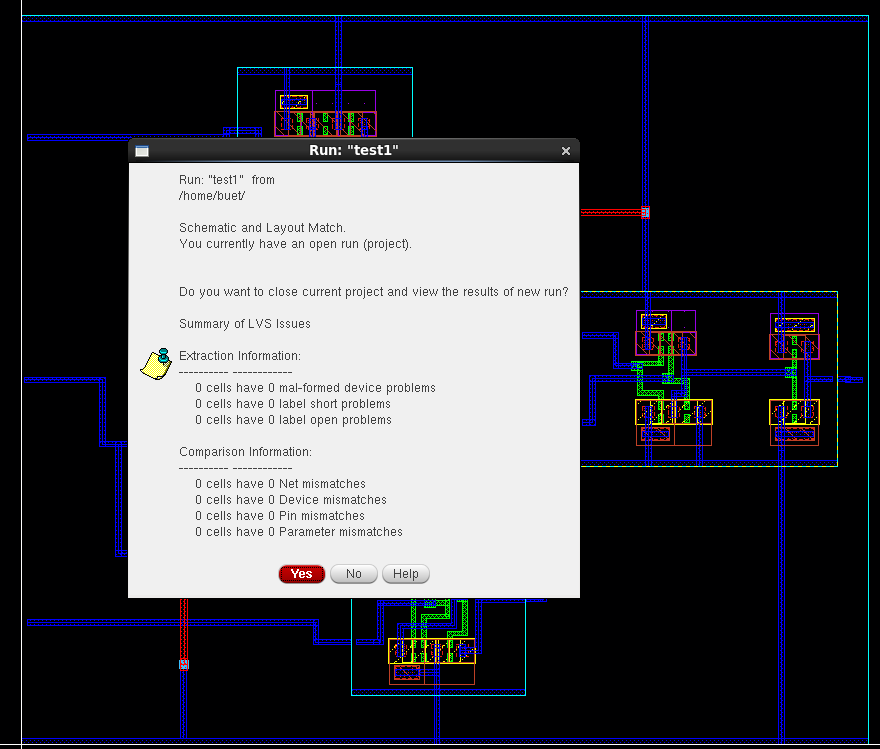 Run: "test1"
Run: "test1" from
/home/buet/
Schematic and Layout Match.
You currently have an open run (project).
Do you want to close current project and view the results of new run?
Summary of LVS Issues
Extraction Information:
---------- ------------
0 cells have 0 mal-formed device problems
0 cells have 0 label short problems
0 cells have 0 label open problems
Comparison Information:
---------- ------------
0 cells have 0 Net mismatches
0 cells have 0 Device mismatches
0 cells have 0 Pin mismatches
0 cells have 0 Parameter mismatches
Yes No Help